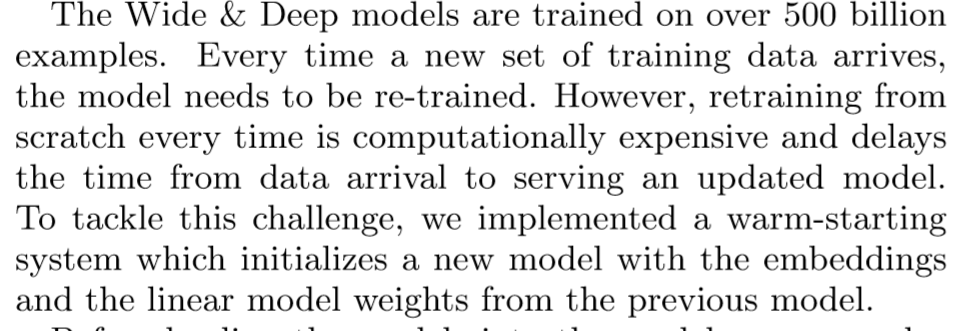 The Wide & Deep models are trained on over 500 billion
examples. Every time a new set of training data arrives,
the model needs to be re-trained. However, retraining from
scratch every time is computationally expensive and delays
the time from data arrival to serving an updated model.
To tackle this challenge, we implemented a warm-starting
system which initializes a new model with the embeddings
and the linear model weights from the previous model.